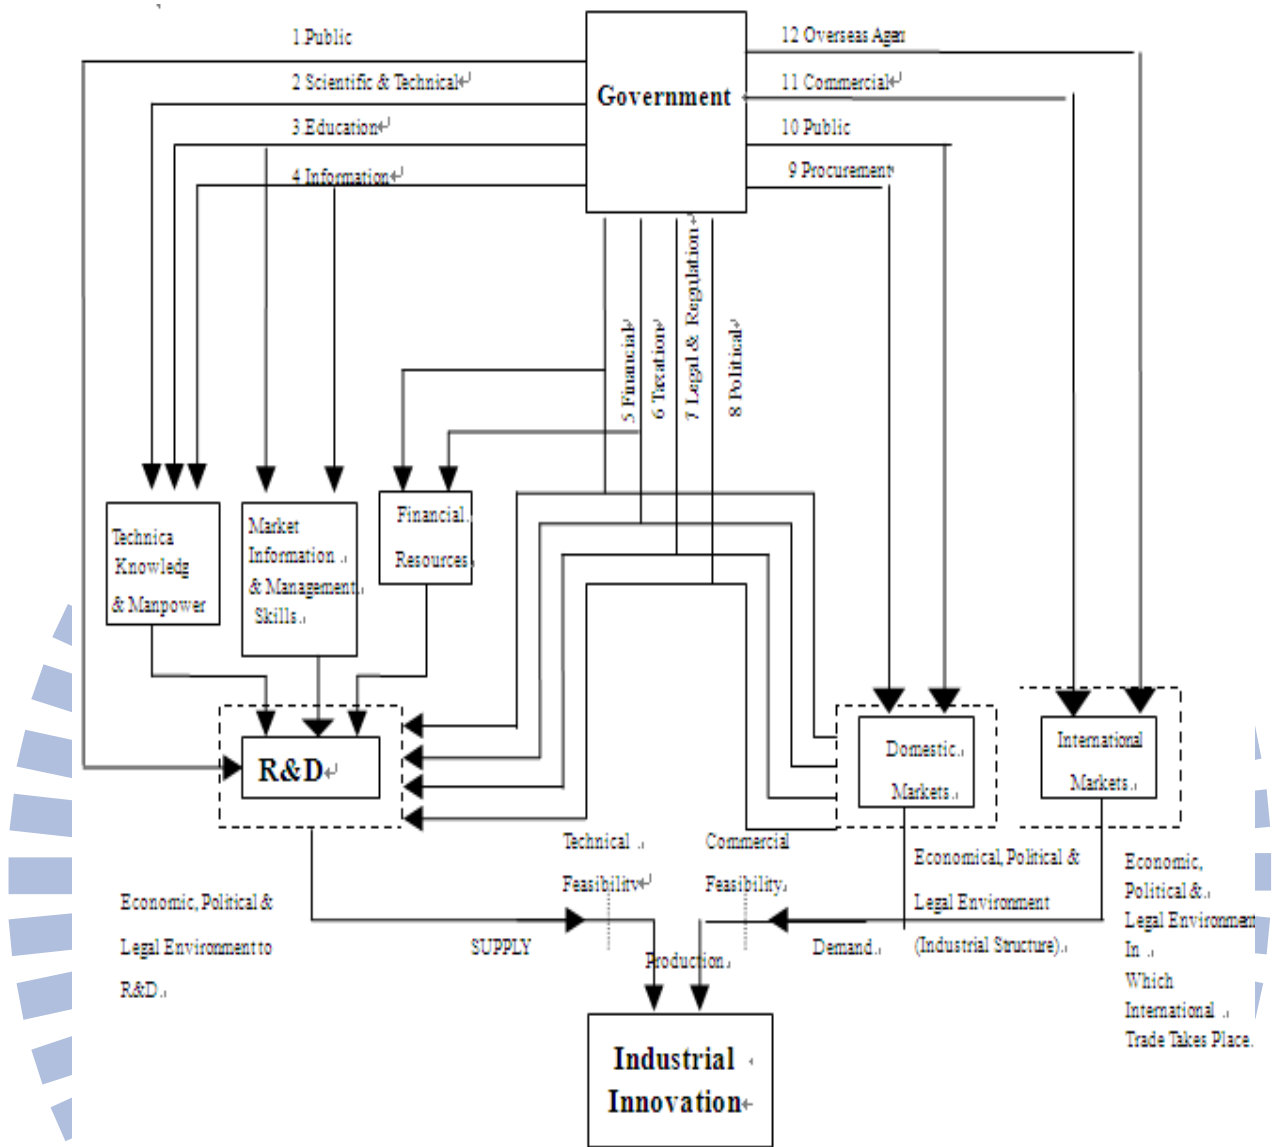 1 Public
2 Scientific & Technical
3 Education
4 Information
Government
12 Overseas Agen
11 Commercial
10 Public
9 Procurement
5 Financial
6 Taxation
7 Legal & Regulation
8 Political
Technica
Knowledg
& Manpower
Market
Information
& Management
Skills
Financial
Resources
R&D
Domestic
Markets
International
Markets
Technical
Feasibility
Commercial
Feasibility
Economic, Political &
Legal Environment to
R&D
SUPPLY
Production
Demand
Economical, Political &
Legal Environment
(Industrial Structure)
Economic,
Political &
Legal Environment
In
Which
International
Trade Takes Place
Industrial
Innovation